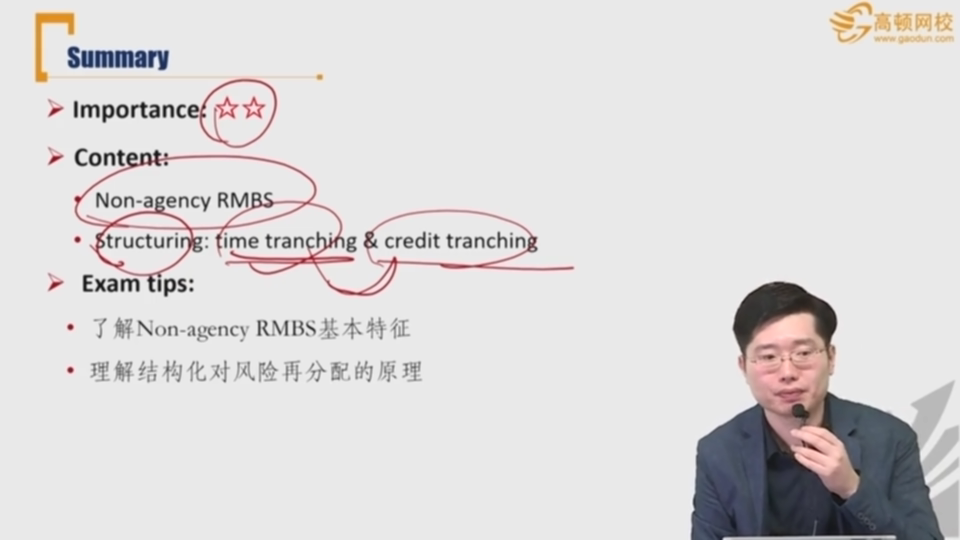 高顿网校
www.gaodun.com
Summary
Importance: ☆☆
Content:
Non-agency RMBS
Structuring: time tranching & credit tranching
Exam tips:
了解Non-agency RMBS基本特征
理解结构化对风险再分配的原理